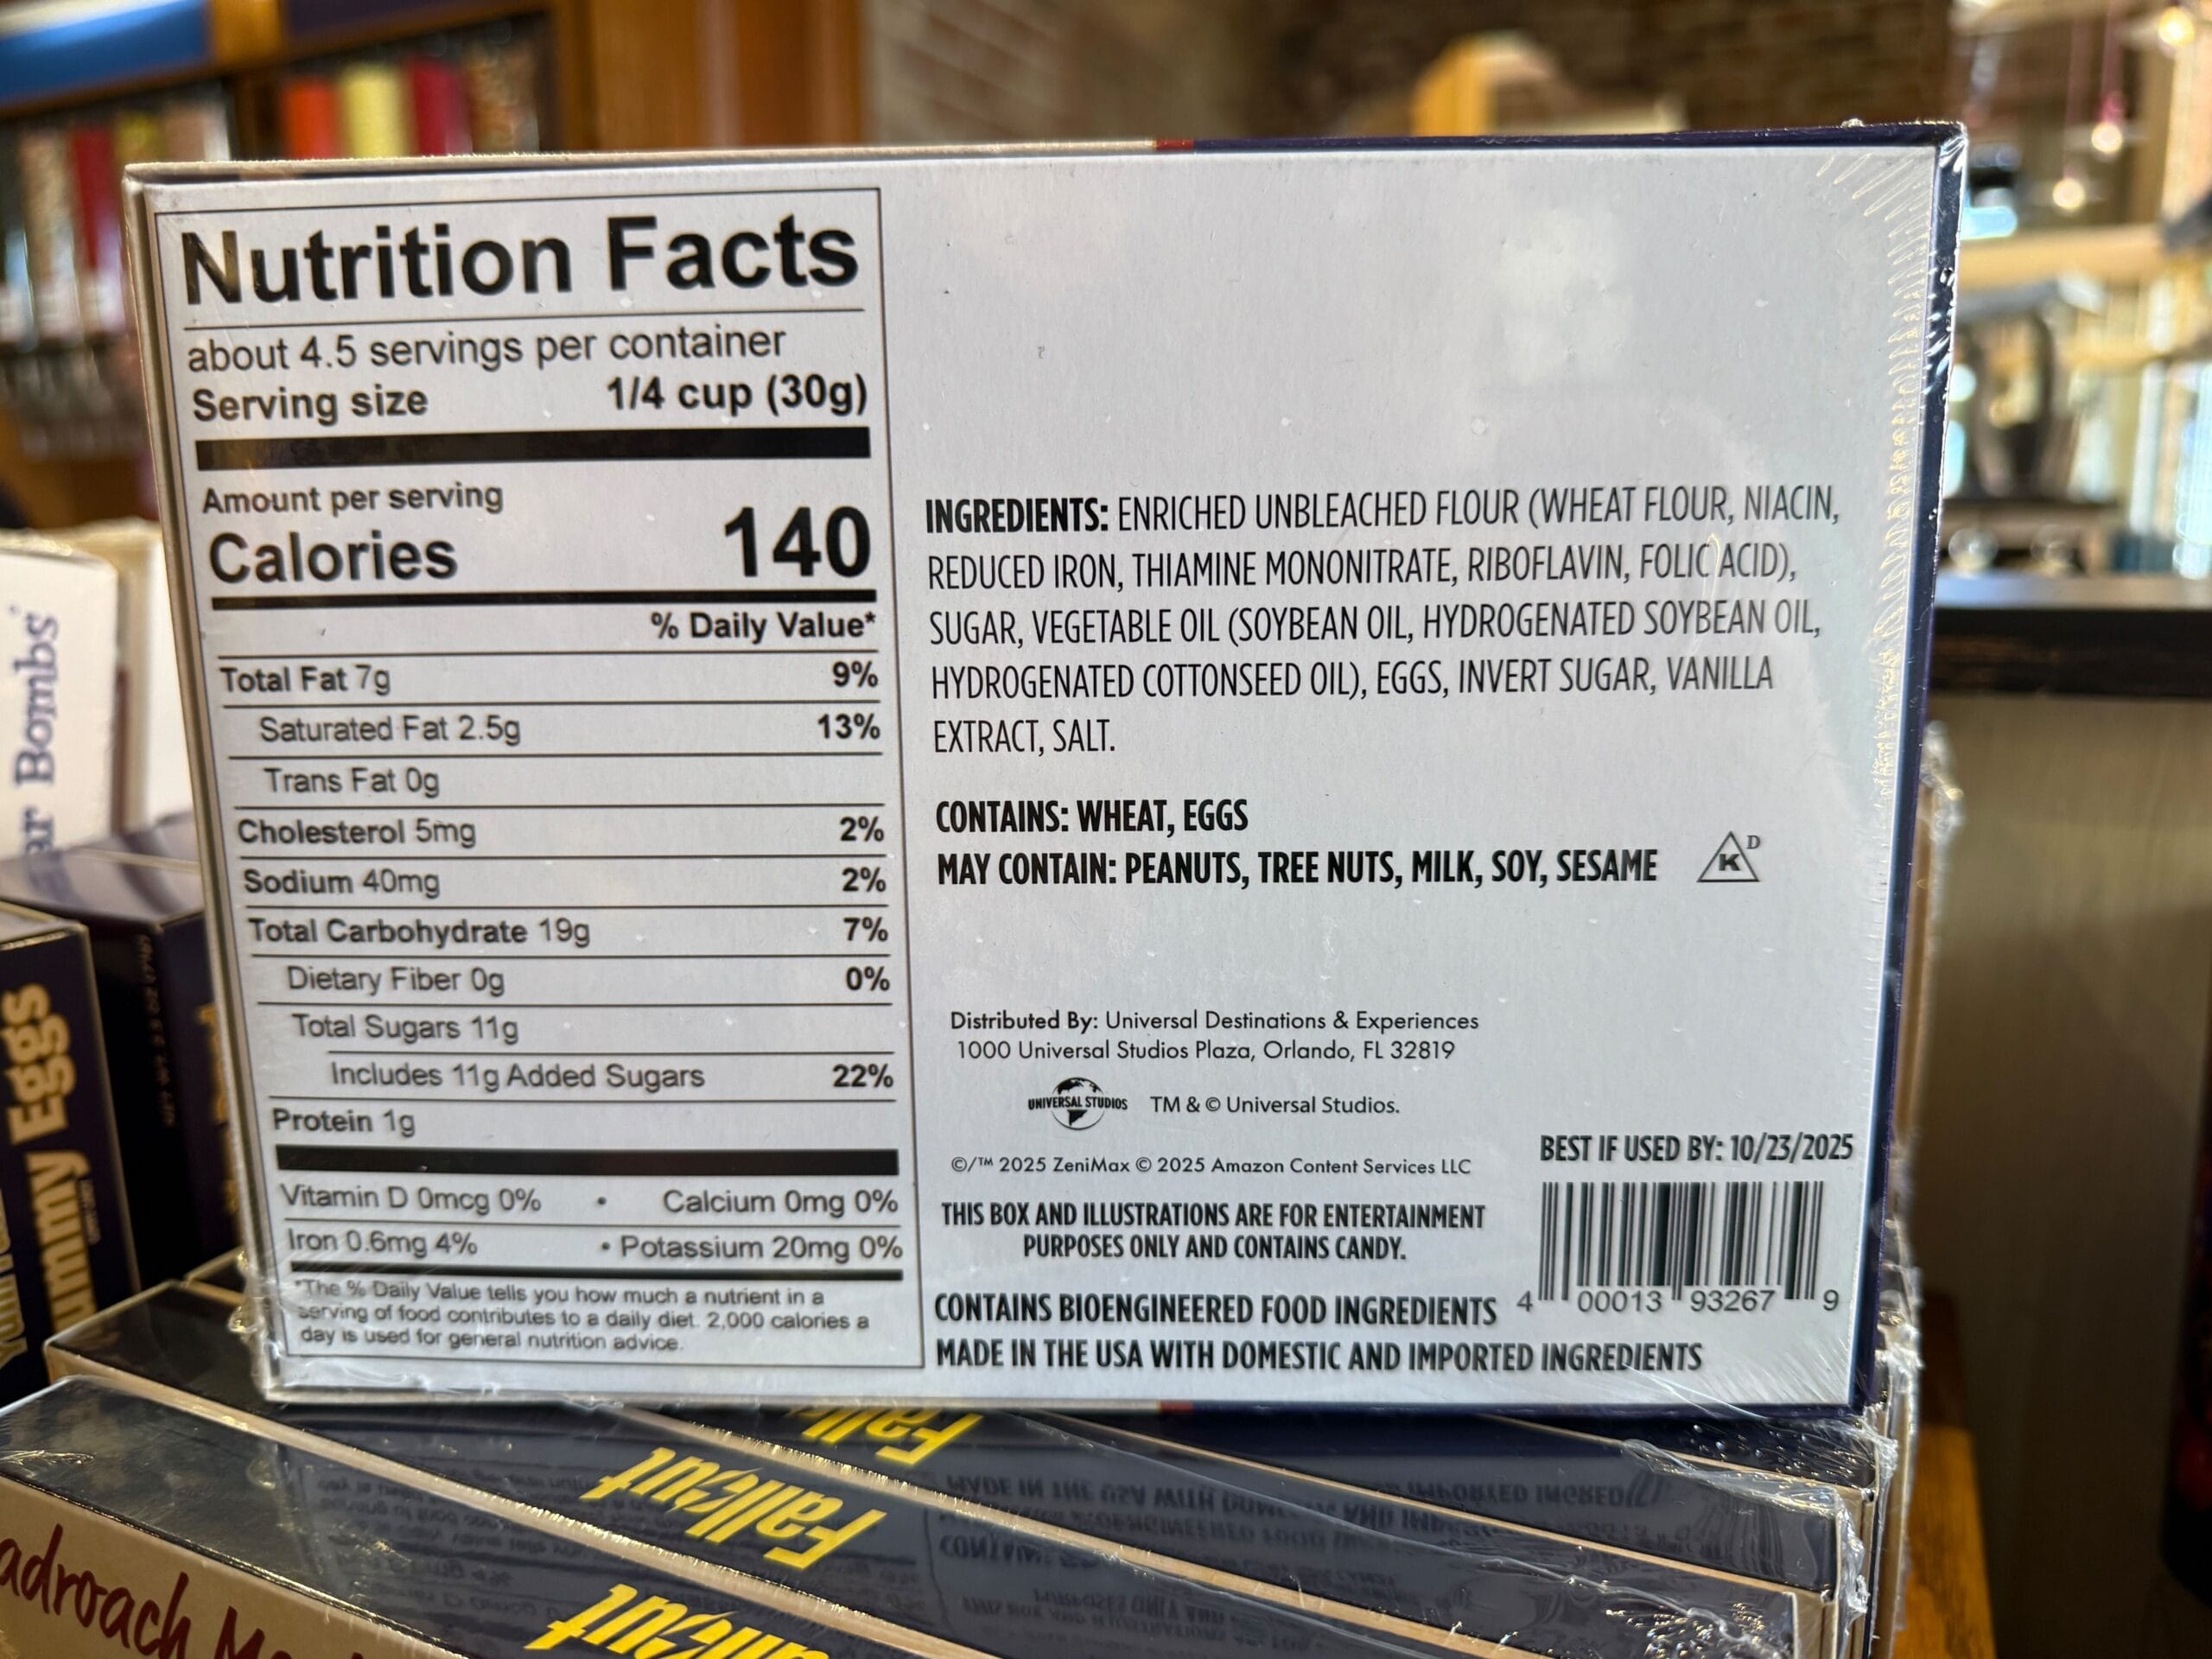 Nutrition Facts
about 4.5 servings per container
Serving size 1/4 cup (30g)
Amount per serving
Calories 140
% Daily Value*
Total Fat 7g 9%
Saturated Fat 2.5g 13%
Trans Fat 0g
Cholesterol 5mg 2%
Sodium 40mg 2%
Total Carbohydrate 19g 7%
Dietary Fiber 0g 0%
Total Sugars 11g
Includes 11g Added Sugars 22%
Protein 1g
Vitamin D 0mcg 0% • Calcium 0mg 0%
Iron 0.6mg 4% • Potassium 20mg 0%
*The % Daily Value tells you how much a nutrient in a
serving of food contributes to a daily diet. 2,000 calories a
day is used for general nutrition advice.
INGREDIENTS: ENRICHED UNBLEACHED FLOUR (WHEAT FLOUR, NIACIN,
REDUCED IRON, THIAMINE MONONITRATE, RIBOFLAVIN, FOLIC ACID),
SUGAR, VEGETABLE OIL (SOYBEAN OIL, HYDROGENATED SOYBEAN OIL,
HYDROGENATED COTTONSEED OIL), EGGS, INVERT SUGAR, VANILLA
EXTRACT, SALT.
CONTAINS: WHEAT, EGGS
MAY CONTAIN: PEANUTS, TREE NUTS, MILK, SOY, SESAME
K D
Distributed By: Universal Destinations & Experiences
1000 Universal Studios Plaza, Orlando, FL 32819
UNIVERSAL STUDIOS TM & © Universal Studios.
©/™ 2025 ZeniMax © 2025 Amazon Content Services LLC
THIS BOX AND ILLUSTRATIONS ARE FOR ENTERTAINMENT
PURPOSES ONLY AND CONTAINS CANDY.
CONTAINS BIOENGINEERED FOOD INGREDIENTS
MADE IN THE USA WITH DOMESTIC AND IMPORTED INGREDIENTS
BEST IF USED BY: 10/23/2025
4 00013 93267 9
Bombs
Eggs
Fallout